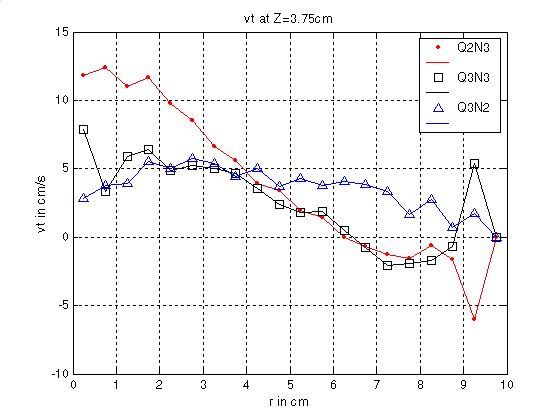 vt at Z=3.75cm
15
10
5
0
-5
-10
vt in cm/s
Q2N3
Q3N3
Q3N2
0 1 2 3 4 5 6 7 8 9 10
r in cm